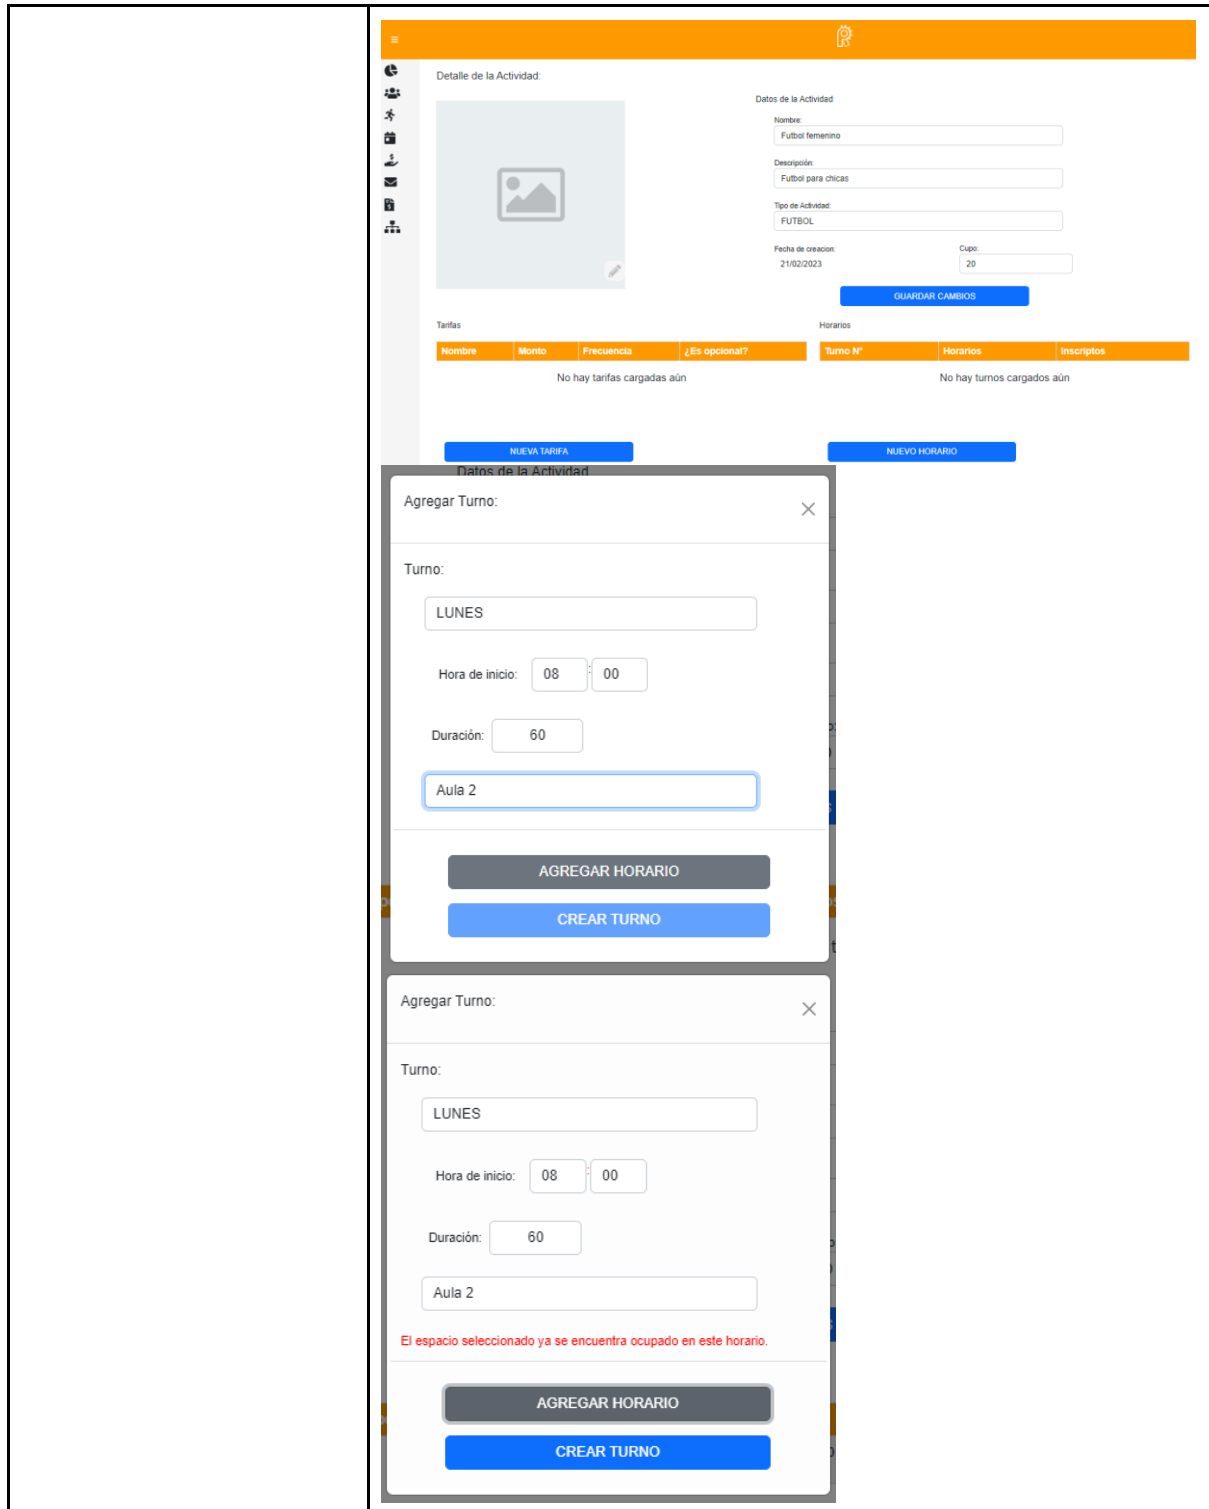 Detalle de la Actividad:
Datos de la Actividad
Nombre:
Futbol femenino
Descripción:
Futbol para chicas
Tipo de Actividad:
FUTBOL
Fecha de creacion: Cupo:
21/02/2023 20
GUARDAR CAMBIOS
Tarifas Horarios
Nombre Monto Frecuencia ¿Es opcional? Turno N° Horarios Inscriptos
No hay tarifas cargadas aún No hay turnos cargados aún
NUEVA TARIFA NUEVO HORARIO
Datos de la Actividad
Agregar Turno:
Turno:
LUNES
Hora de inicio: 08 : 00
Duración: 60
Aula 2
AGREGAR HORARIO
CREAR TURNO
Agregar Turno:
Turno:
LUNES
Hora de inicio: 08 : 00
Duración: 60
Aula 2
El espacio seleccionado ya se encuentra ocupado en este horario.
AGREGAR HORARIO
CREAR TURNO